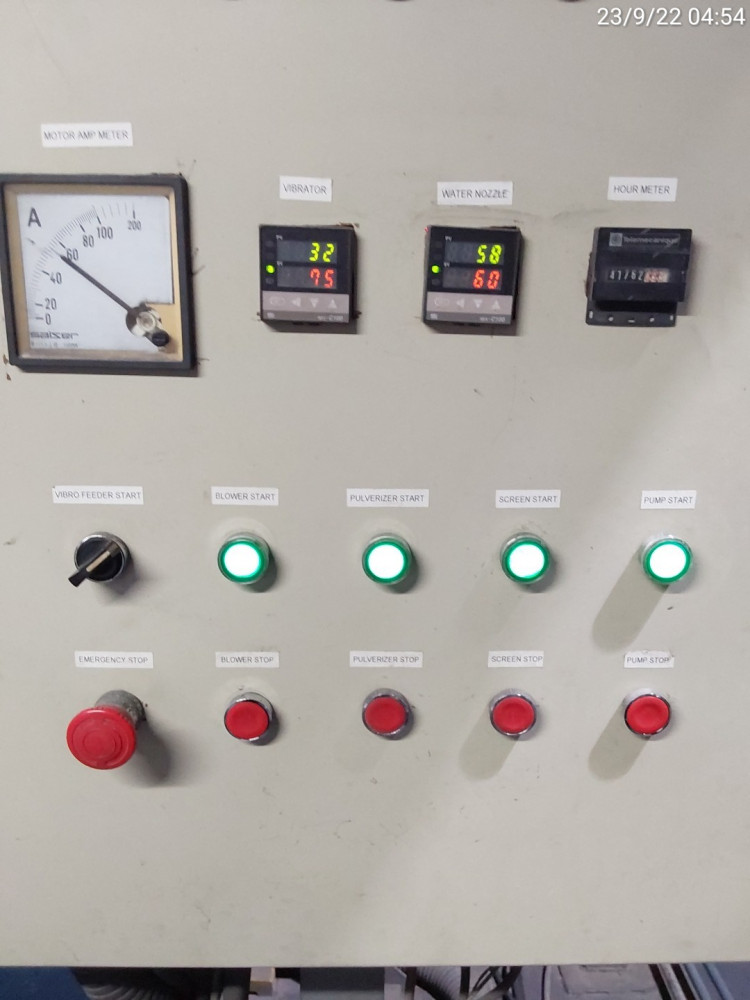 23/9/22 04:54
MOTOR AMP METER
VIBRATOR
WATER NOZZLE
HOUR METER
A
0
20
40
60
80
100
200
32
75
58
60
Telemecanique
VIBRO FEEDER START
BLOWER START
PULVERIZER START
SCREEN START
PUMP START
EMERGENCY STOP
BLOWER STOP
PULVERIZER STOP
SCREEN STOP
PUMP STOP